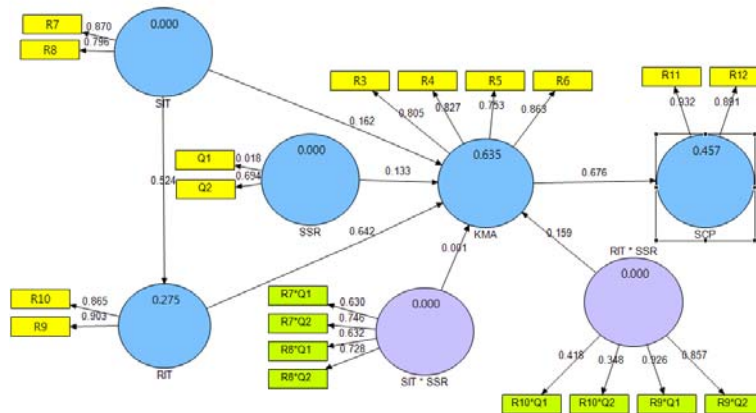 R7
0.870
0.000
R8
0.796
SIT
R3
R4
R5
R6
R11
R12
0.805
0.827
0.753
0.863
0.932
0.891
0.162
Q1
0.018
0.000
0.635
0.457
Q2
0.694
0.133
0.676
0.524
SSR
KMA
SCP
0.642
0.159
RIT * SSR
0.001
0.000
R10
0.865
0.275
R9
0.903
RIT
R7*Q1
0.630
0.000
R7*Q2
0.746
R8*Q1
0.632
R8*Q2
0.728
SIT * SSR
0.418
0.348
0.926
0.857
R10*Q1
R10*Q2
R9*Q1
R9*Q2